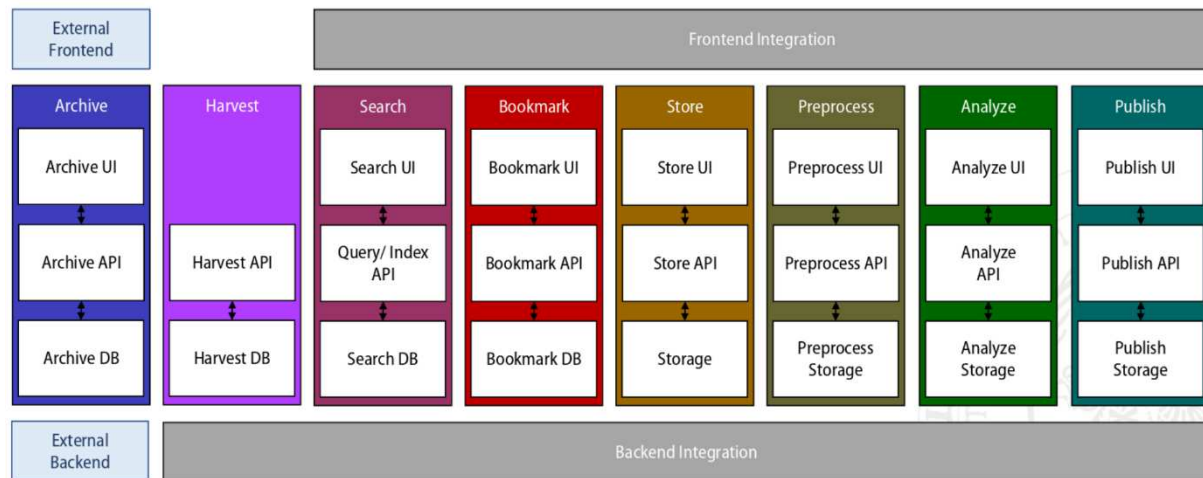 External
Frontend
Frontend Integration
Archive
Harvest
Search
Bookmark
Store
Preprocess
Analyze
Publish
Archive UI
Search UI
Bookmark UI
Store UI
Preprocess UI
Analyze UI
Publish UI
Archive API
Harvest API
Query/ Index
API
Bookmark API
Store API
Preprocess API
Analyze
API
Publish API
Archive DB
Harvest DB
Search DB
Bookmark DB
Storage
Preprocess
Storage
Analyze
Storage
Publish
Storage
External
Backend
Backend Integration